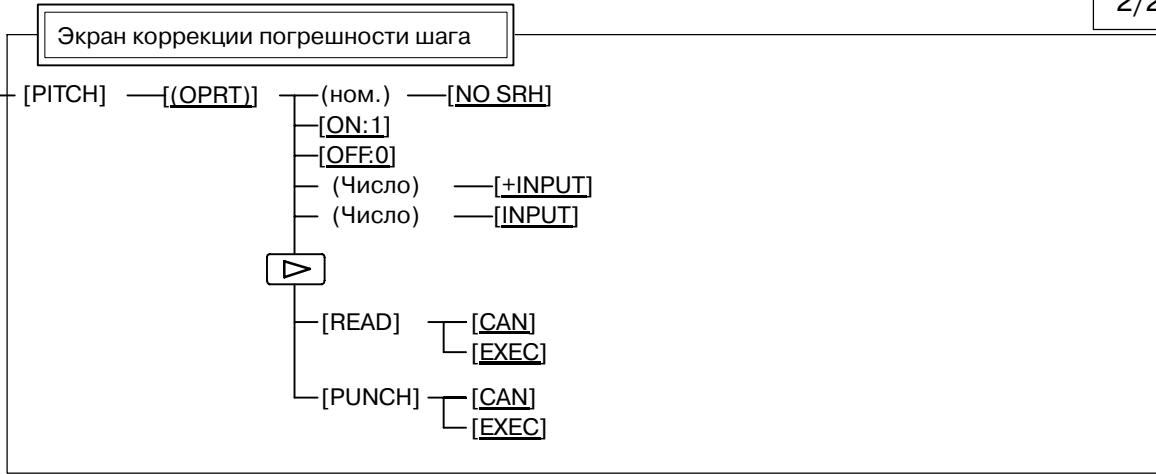 2/2
Экран коррекции погрешности шага
[PITCH] [(OPRT)] (ном.) [NO SRH]
[ON:1]
[OFF:0]
(Число) [+INPUT]
(Число) [INPUT]
[READ] [CAN]
[EXEC]
[PUNCH] [CAN]
[EXEC]